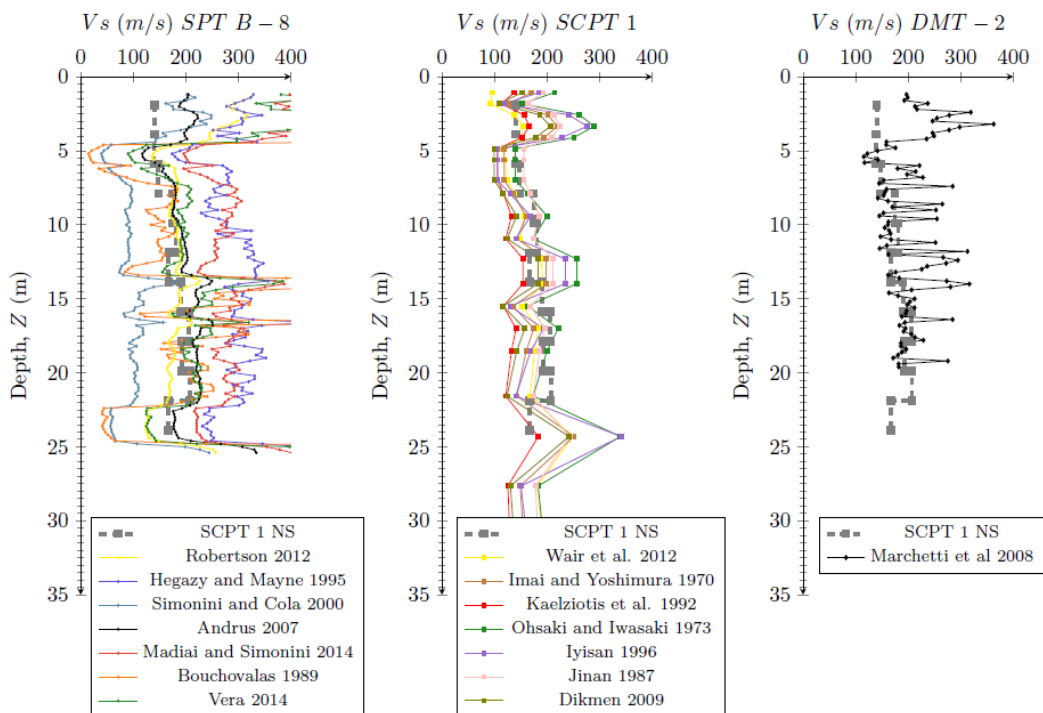 Vs (m/s) SPT B − 8
0 100 200 300 400
0
5
10
15
20
25
30
35
Depth, Z (m)
SCPT 1 NS
Robertson 2012
Hegazy and Mayne 1995
Simonini and Cola 2000
Andrus 2007
Madiai and Simonini 2014
Bouchovalas 1989
Vera 2014
Vs (m/s) SCPT 1
0 100 200 300 400
0
5
10
15
20
25
30
35
Depth, Z (m)
SCPT 1 NS
Wair et al. 2012
Imai and Yoshimura 1970
Kaelziotis et al. 1992
Ohsaki and Iwasaki 1973
Iyisan 1996
Jinan 1987
Dikmen 2009
Vs (m/s) DMT − 2
0 100 200 300 400
0
5
10
15
20
25
30
35
Depth, Z (m)
SCPT 1 NS
Marchetti et al 2008